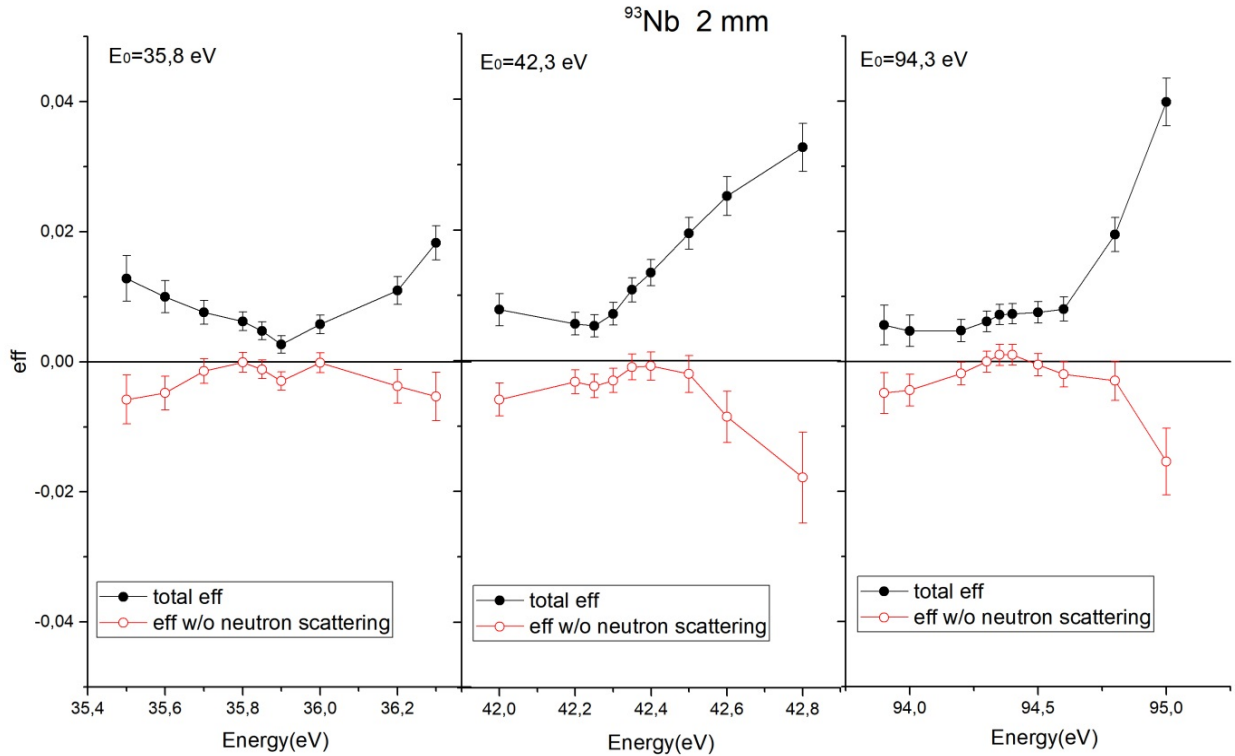 ⁹³Nb 2 mm
E₀=35,8 eV
E₀=42,3 eV
E₀=94,3 eV
0,04
0,02
0,00
-0,02
-0,04
eff
total eff
eff w/o neutron scattering
total eff
eff w/o neutron scattering
total eff
eff w/o neutron scattering
35,4 35,6 35,8 36,0 36,2
42,0 42,2 42,4 42,6 42,8
94,0 94,5 95,0
Energy(eV)
Energy(eV)
Energy(eV)